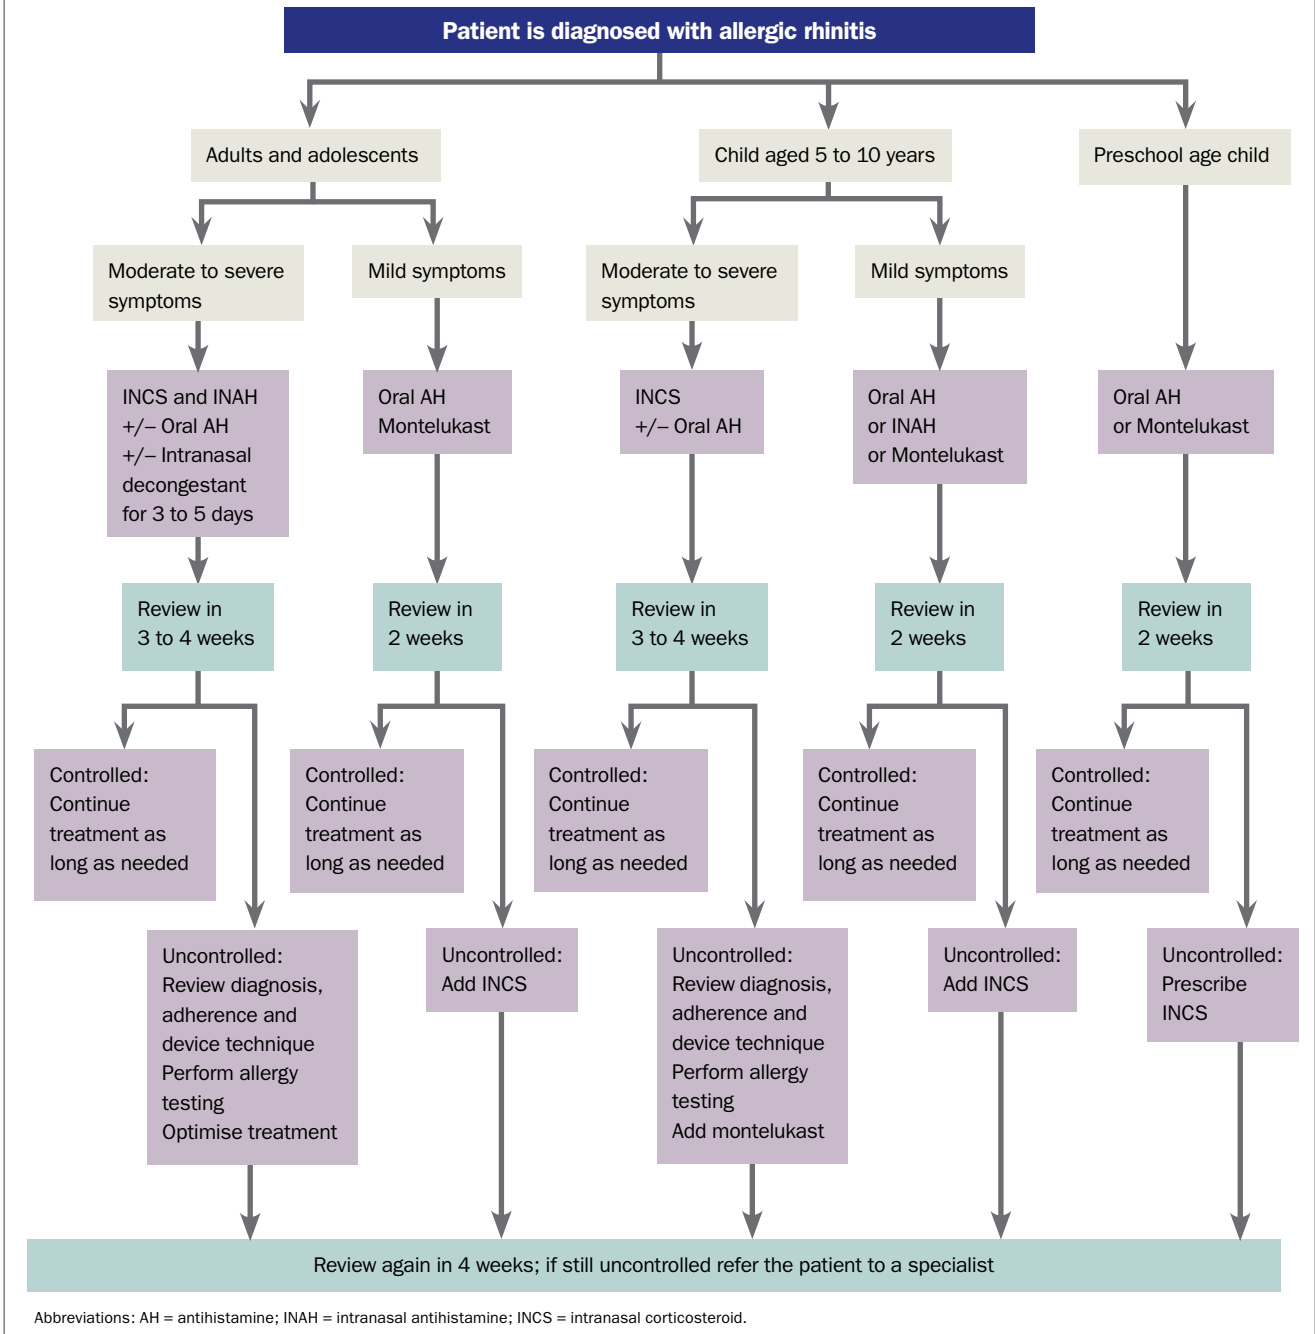 Patient is diagnosed with allergic rhinitis
Adults and adolescents
Child aged 5 to 10 years
Preschool age child
Moderate to severe
symptoms
Mild symptoms
Moderate to severe
symptoms
Mild symptoms
INCS and INAH
+/– Oral AH
+/– Intranasal
decongestant
for 3 to 5 days
Oral AH
Montelukast
INCS
+/– Oral AH
Oral AH
or INAH
or Montelukast
Oral AH
or Montelukast
Review in
3 to 4 weeks
Review in
2 weeks
Review in
3 to 4 weeks
Review in
2 weeks
Review in
2 weeks
Controlled:
Continue
treatment as
long as needed
Controlled:
Continue
treatment as
long as needed
Controlled:
Continue
treatment as
long as needed
Controlled:
Continue
treatment as
long as needed
Controlled:
Continue
treatment as
long as needed
Uncontrolled:
Review diagnosis,
adherence and
device technique
Perform allergy
testing
Optimise treatment
Uncontrolled:
Add INCS
Uncontrolled:
Review diagnosis,
adherence and
device technique
Perform allergy
testing
Add montelukast
Uncontrolled:
Add INCS
Uncontrolled:
Prescribe
INCS
Review again in 4 weeks; if still uncontrolled refer the patient to a specialist
Abbreviations: AH = antihistamine; INAH = intranasal antihistamine; INCS = intranasal corticosteroid.